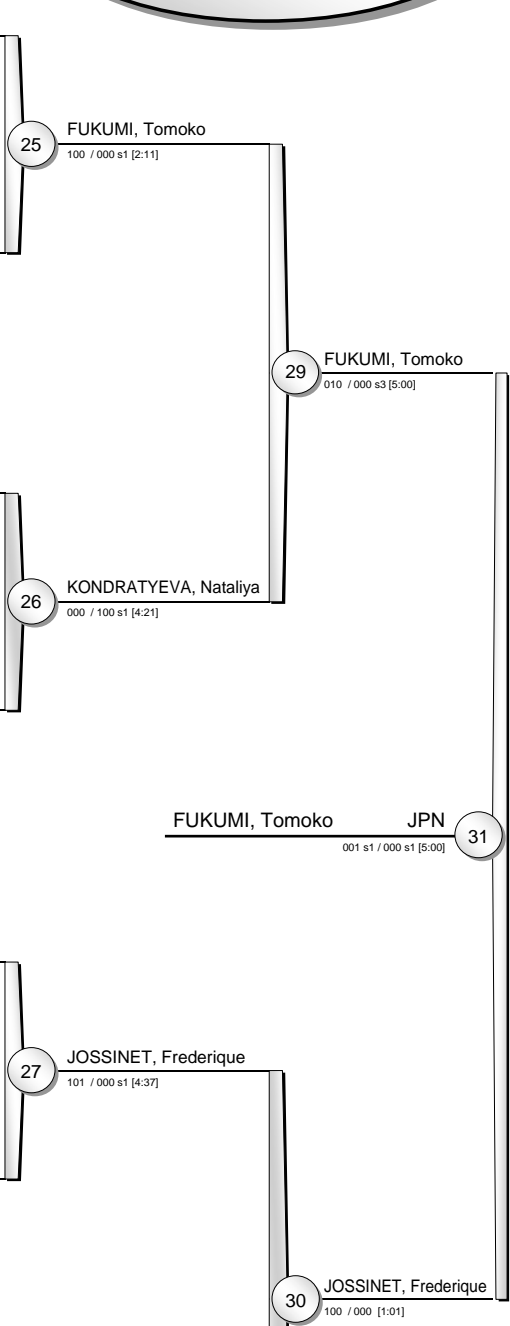 25
FUKUMI, Tomoko
100 / 000 s1 [2:11]
29
FUKUMI, Tomoko
010 / 000 s3 [5:00]
26
KONDRATYEVA, Nataliya
000 / 100 s1 [4:21]
FUKUMI, Tomoko JPN
31
001 s1 / 000 s1 [5:00]
27
JOSSINET, Frederique
101 / 000 s1 [4:37]
30
JOSSINET, Frederique
100 / 000 [1:01]